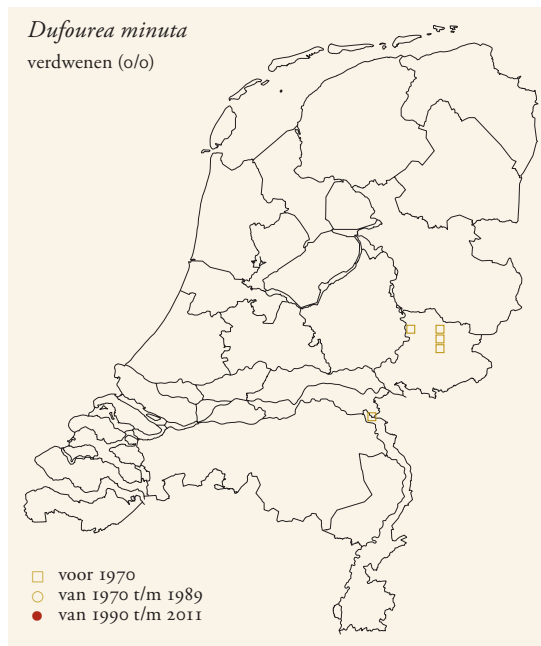 Dufourea minuta
verdwenen (0/0)
voor 1970
van 1970 t/m 1989
van 1990 t/m 2011